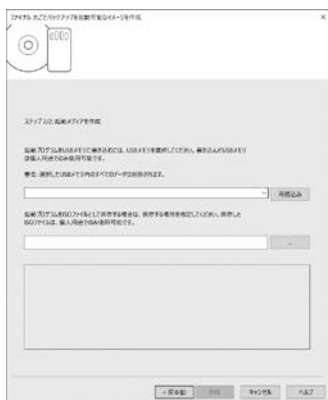 ファイナル丸ごとバックアップを起動可能なイメージを作成
ステップ 2/2: 起動メディアを作成
起動プログラムをUSBメモリに書き込むには、USBメモリを選択してください。書き込んだUSBメモリ
は個人用途でのみ使用可能です。
警告: 選択したUSBメモリ内のすべてのデータは削除されます。
再読込み
起動プログラムをISOファイルとして保存する場合は、保存する場所を指定してください。保存した
ISOファイルは、個人用途でのみ使用可能です。
...
< 戻る(B)
作成
キャンセル
ヘルプ